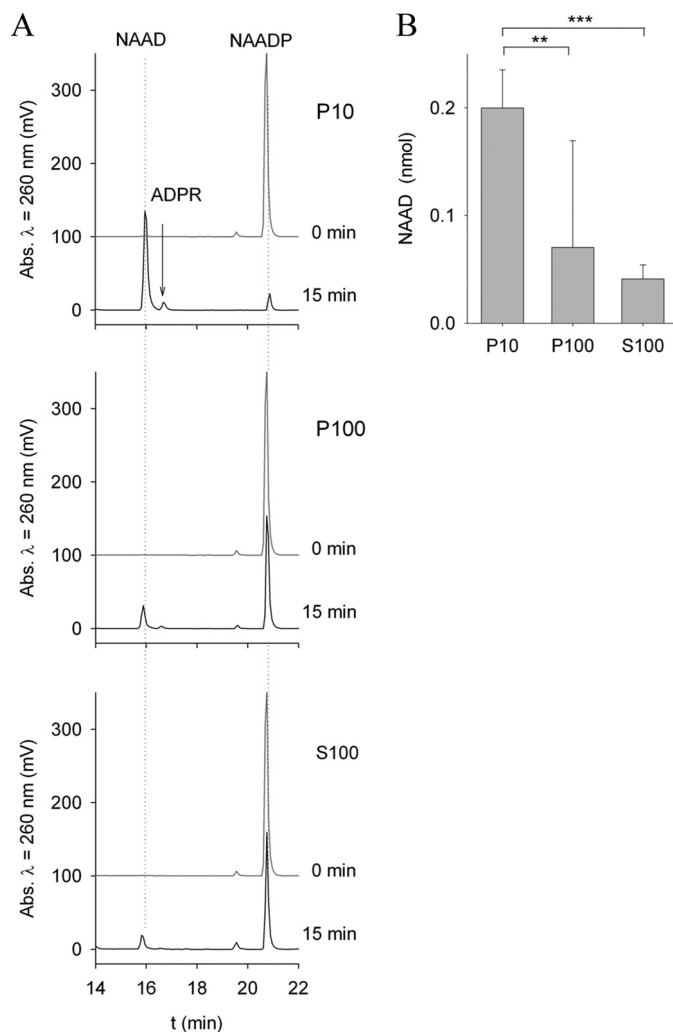 A
NAAD NAADP
300
200
100
0
Abs. λ = 260 nm (mV)
P10
ADPR
0 min
15 min
300
200
100
0
Abs. λ = 260 nm (mV)
P100
0 min
15 min
300
200
100
0
Abs. λ = 260 nm (mV)
S100
0 min
15 min
14 16 18 20 22
t (min)
B
***
**
0.2
0.1
0.0
NAAD (nmol)
P10 P100 S100